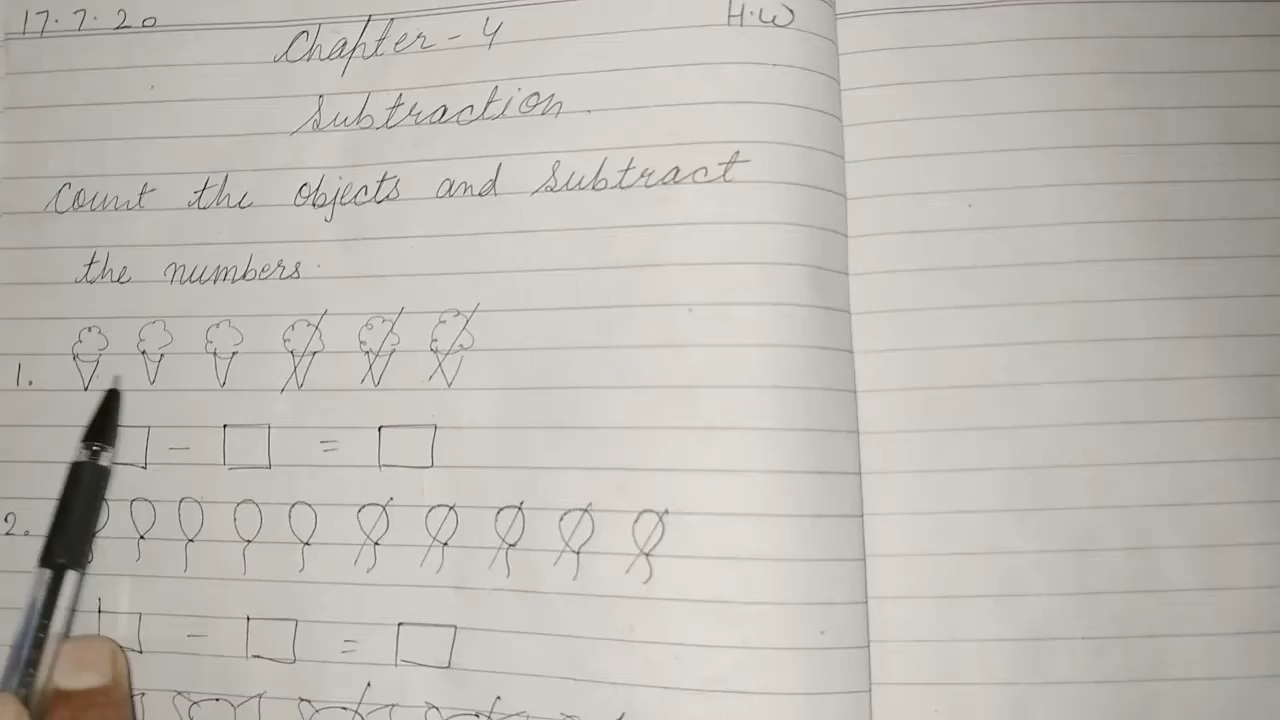 17.7.20
H.W
Chapter - 4
Subtraction.
Count the objects and subtract
the numbers.
1.
- =
2.
- =